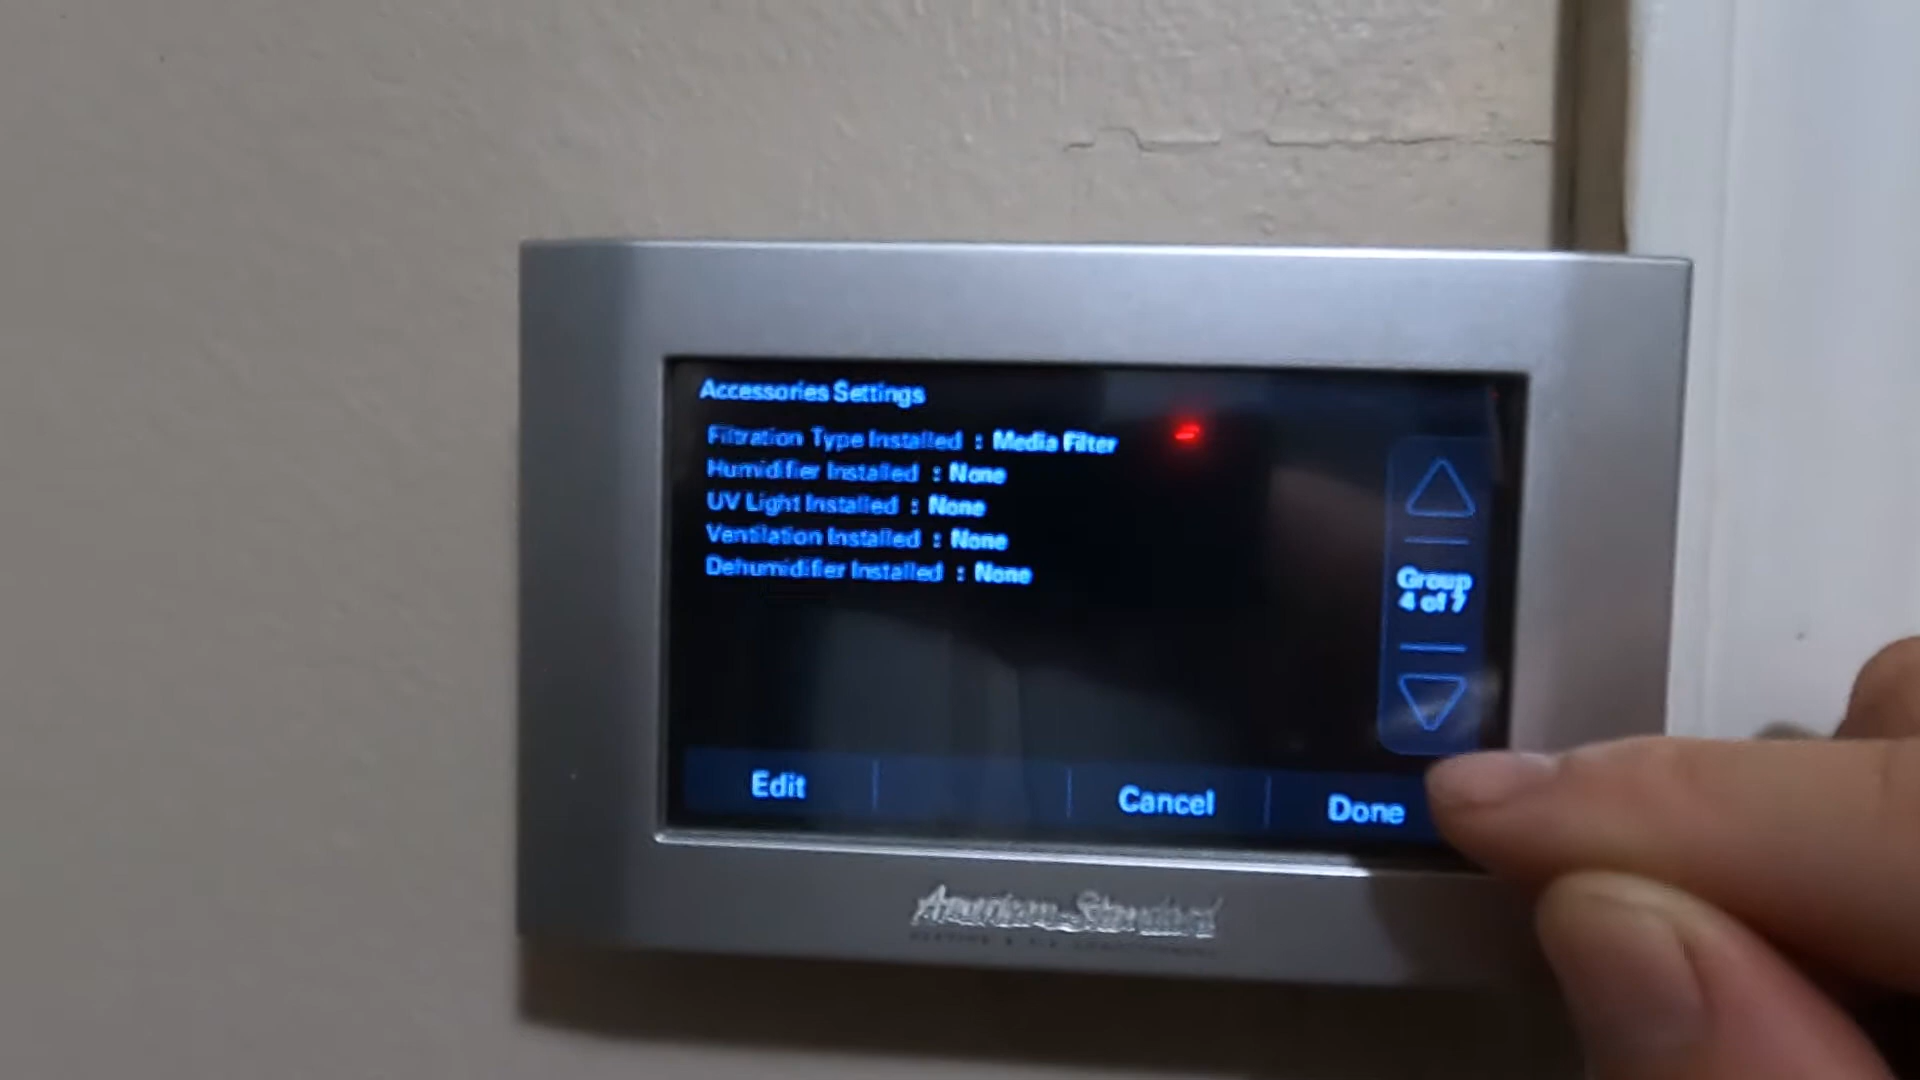 Accessories Settings
Filtration Type Installed : Media Filter
Humidifier Installed : None
UV Light Installed : None
Ventilation Installed : None
Dehumidifier Installed : None
Group
4 of 7
Edit
Cancel
Done
American Standard